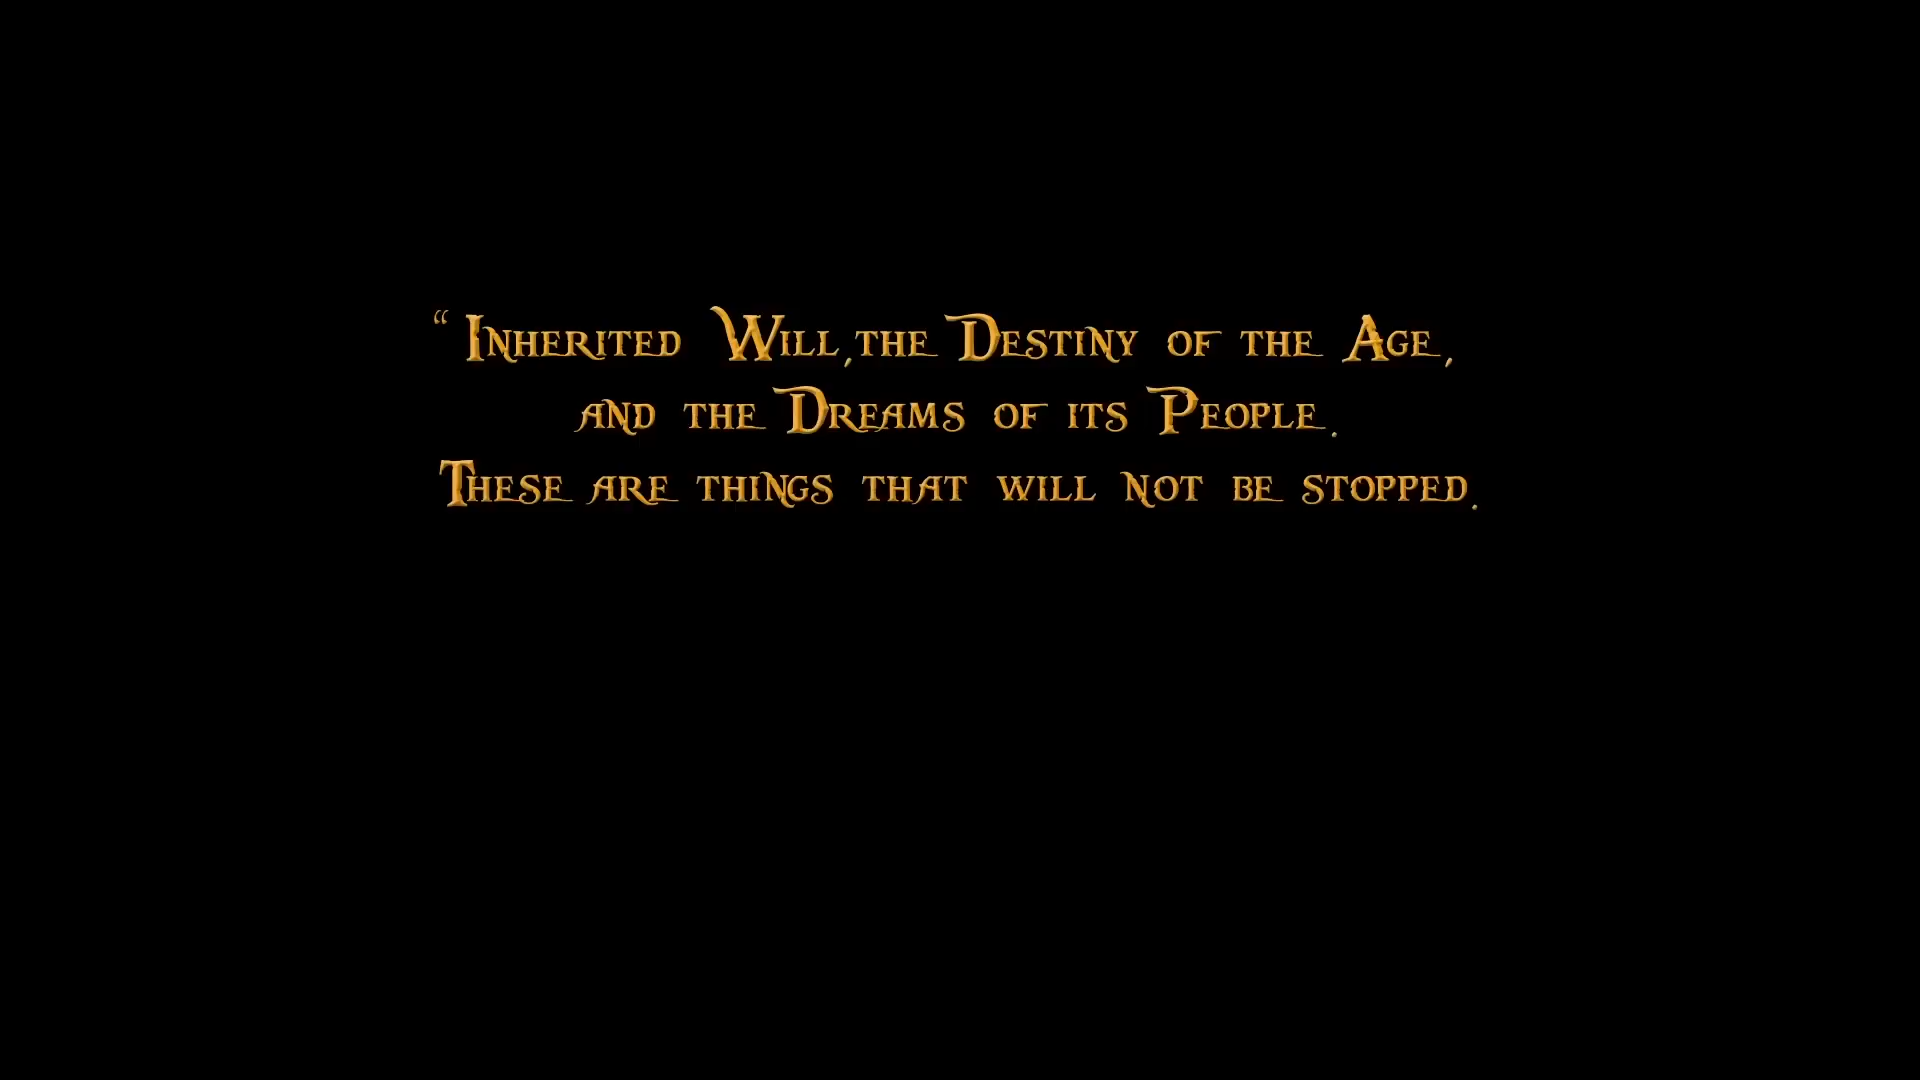 “ Inherited Will,the Destiny of the Age,
and the Dreams of its People.
These are things that will not be stopped.